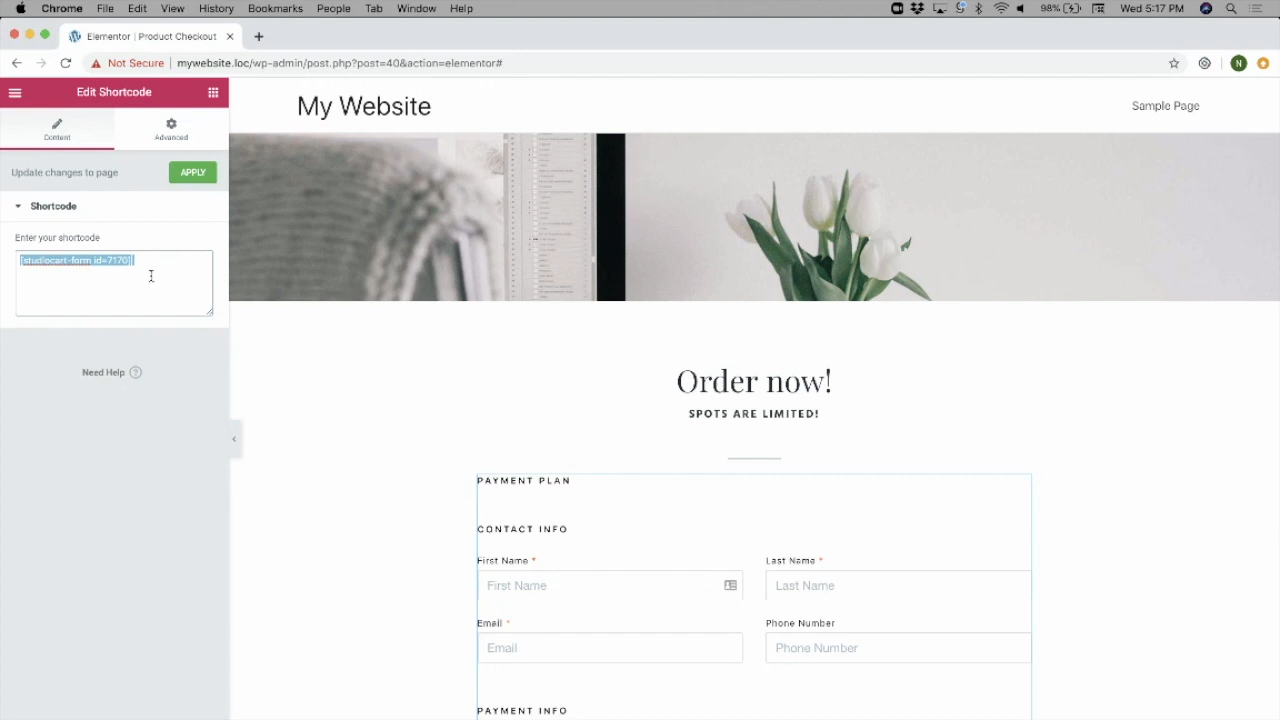 Chrome File Edit View History Bookmarks People Tab Window Help 98% Wed 5:17 PM
Elementor | Product Checkout
Not Secure mywebsite.loc/wp-admin/post.php?post=40&action=elementor# N
Edit Shortcode
Content Advanced
Update changes to page APPLY
Shortcode
Enter your shortcode
[studiocart-form id=7170]
Need Help ?
My Website Sample Page
Order now!
SPOTS ARE LIMITED!
PAYMENT PLAN
CONTACT INFO
First Name * Last Name *
First Name Last Name
Email * Phone Number
Email Phone Number
PAYMENT INFO